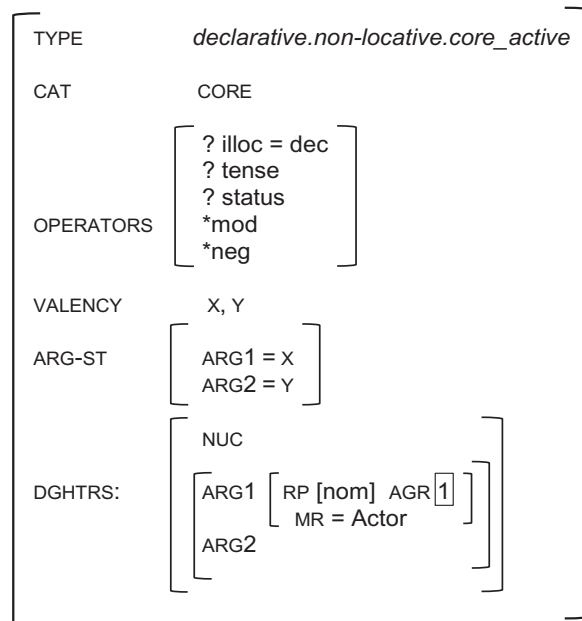 TYPE declarative.non-locative.core_active
CAT CORE
? illoc = dec
? tense
? status
OPERATORS *mod
*neg
VALENCY X, Y
ARG-ST ARG1 = X
ARG2 = Y
NUC
DGHTRS: ARG1 RP [nom] AGR 1
MR = Actor
ARG2